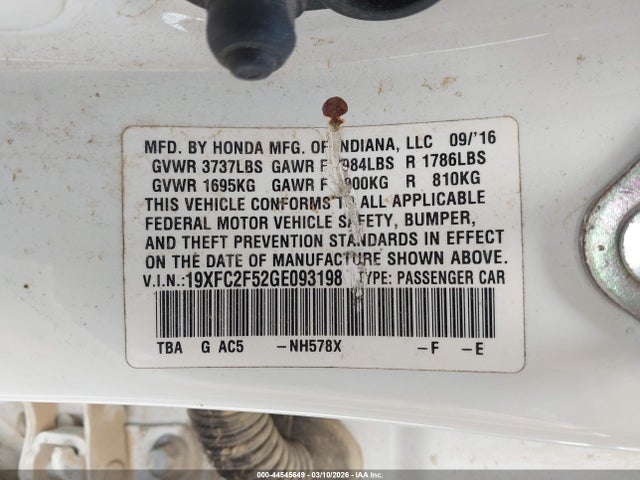 MFD. BY HONDA MFG. OF INDIANA, LLC 09/'16
GVWR 3737LBS GAWR F 1984LBS R 1786LBS
GVWR 1695KG GAWR F 900KG R 810KG
THIS VEHICLE CONFORMS TO ALL APPLICABLE
FEDERAL MOTOR VEHICLE SAFETY, BUMPER,
AND THEFT PREVENTION STANDARDS IN EFFECT
ON THE DATE OF MANUFACTURE SHOWN ABOVE.
V.I.N.: 19XFC2F52GE093198 TYPE: PASSENGER CAR
TBA G AC5 -NH578X -F -E
000-44545649 | 03/10/2026 | IAA Inc.